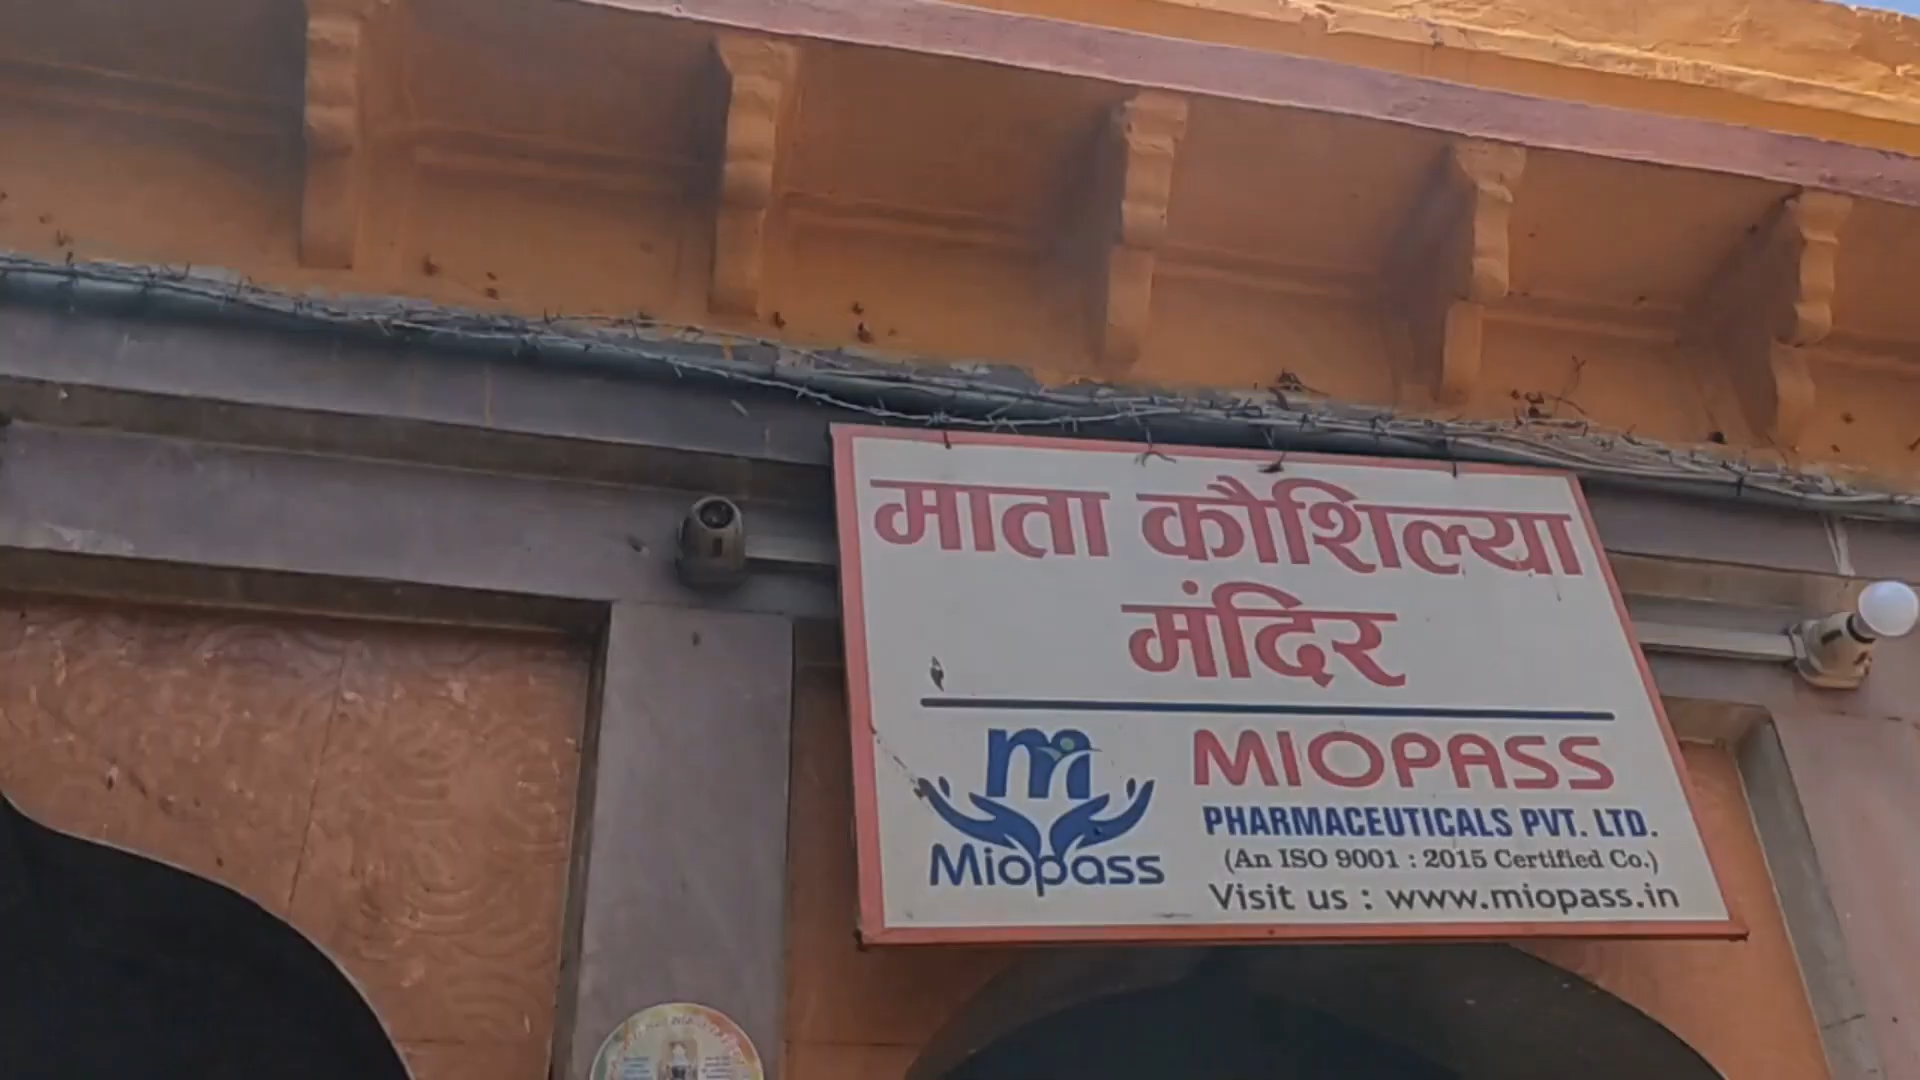 माता कौशिल्या
मंदिर
m
Miopass
MIOPASS
PHARMACEUTICALS PVT. LTD.
(An ISO 9001 : 2015 Certified Co.)
Visit us : www.miopass.in